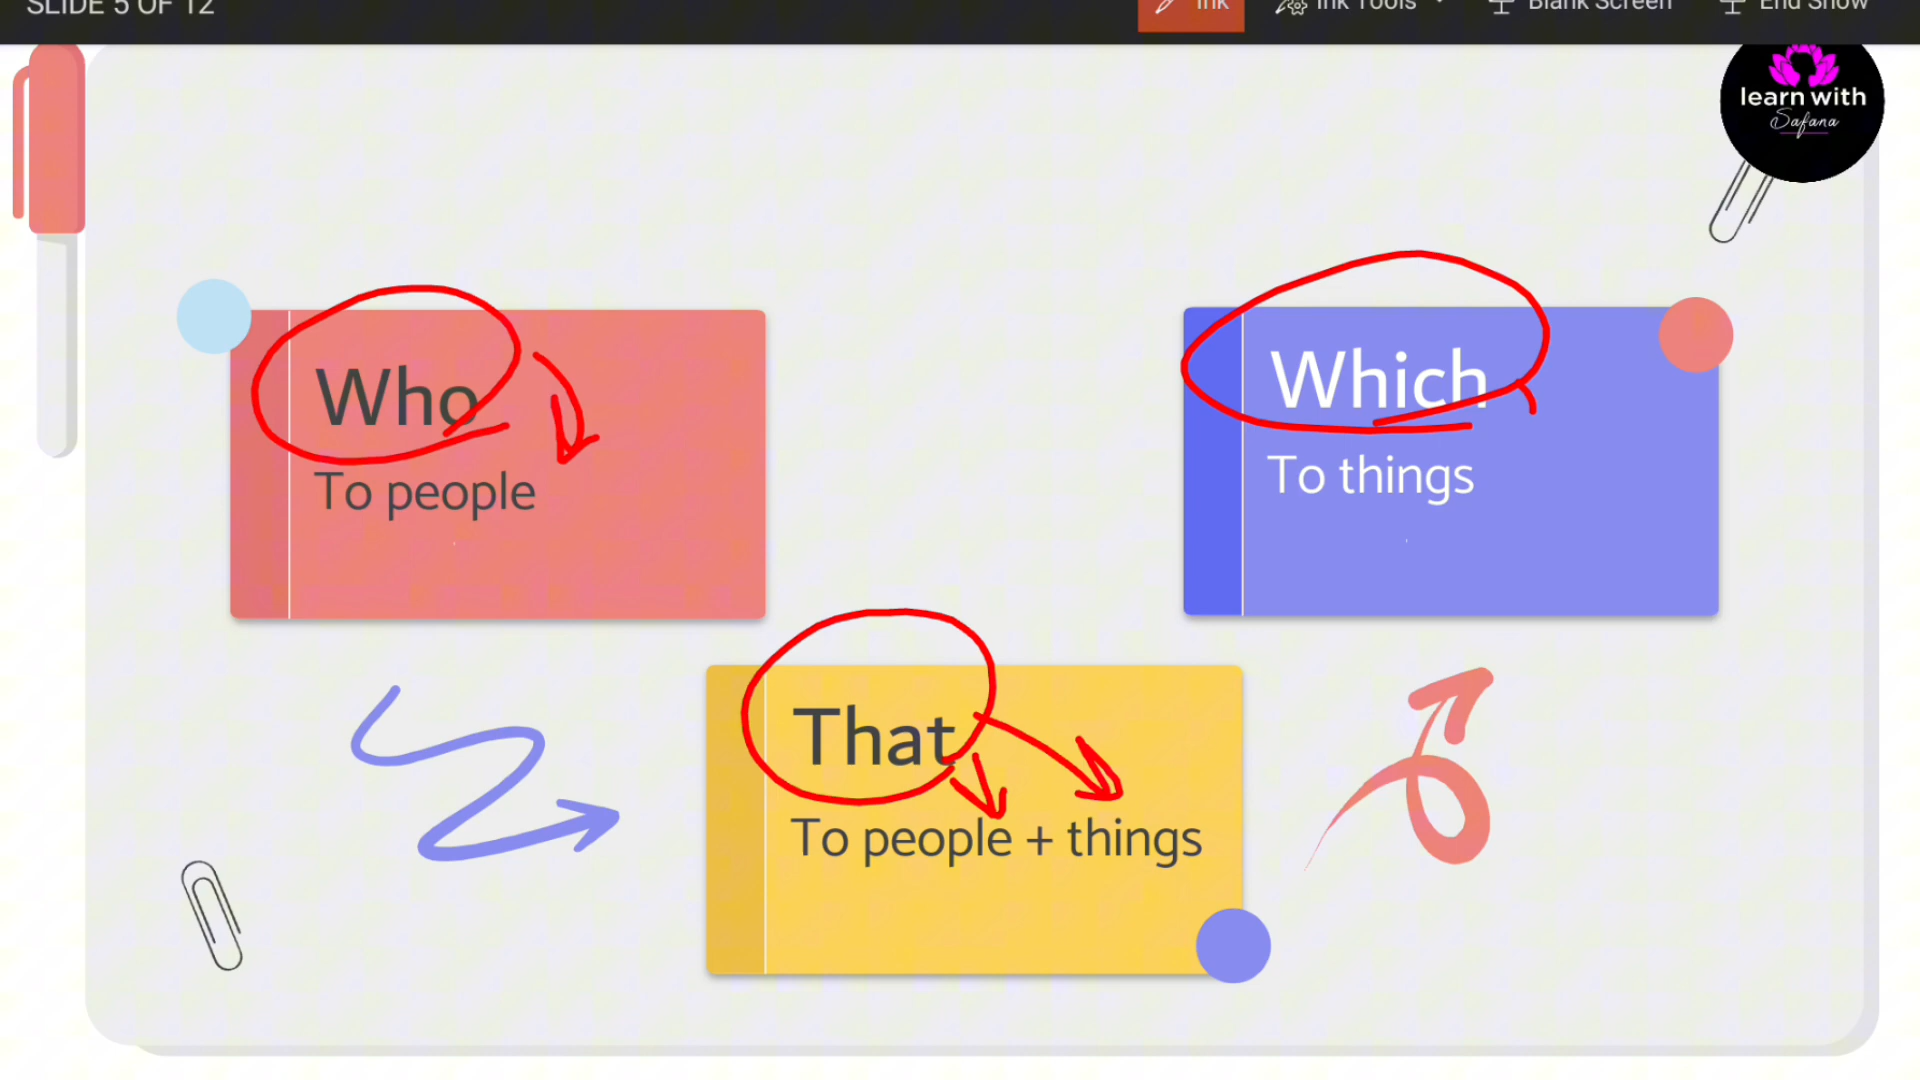 SLIDE 5 OF 12
Ink
Ink Tools
Blank Screen
End Show
learn with
Safana
Who
To people
Which
To things
That
To people + things